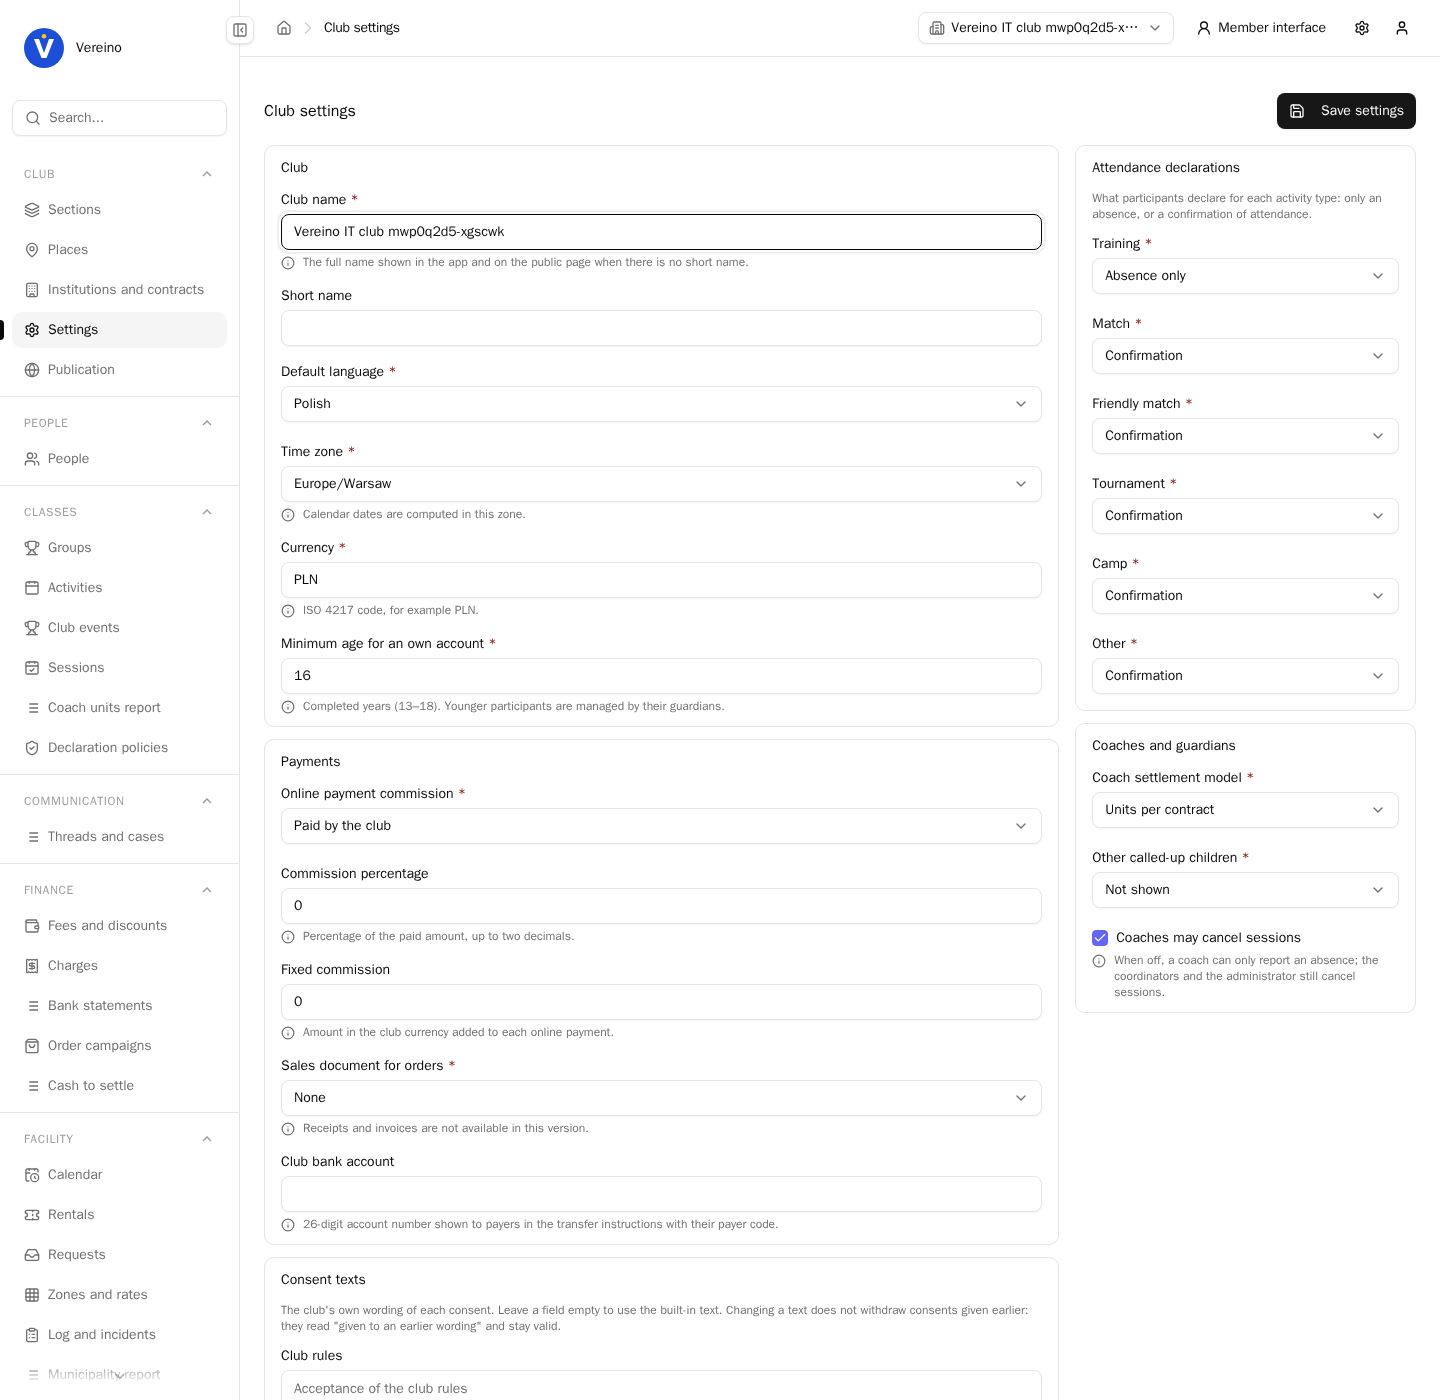 Vereino
Search...
CLUB
Sections
Places
Institutions and contracts
Settings
Publication
PEOPLE
People
CLASSES
Groups
Activities
Club events
Sessions
Coach units report
Declaration policies
COMMUNICATION
Threads and cases
FINANCE
Fees and discounts
Charges
Bank statements
Order campaigns
Cash to settle
FACILITY
Calendar
Rentals
Requests
Zones and rates
Log and incidents
Municipality report
Club settings
Vereino IT club mwp0q2d5-x···
Member interface
Club settings
Save settings
Club
Club name *
Vereino IT club mwp0q2d5-xgscwk
The full name shown in the app and on the public page when there is no short name.
Short name
Default language *
Polish
Time zone *
Europe/Warsaw
Calendar dates are computed in this zone.
Currency *
PLN
ISO 4217 code, for example PLN.
Minimum age for an own account *
16
Completed years (13–18). Younger participants are managed by their guardians.
Payments
Online payment commission *
Paid by the club
Commission percentage
0
Percentage of the paid amount, up to two decimals.
Fixed commission
0
Amount in the club currency added to each online payment.
Sales document for orders *
None
Receipts and invoices are not available in this version.
Club bank account
26-digit account number shown to payers in the transfer instructions with their payer code.
Consent texts
The club's own wording of each consent. Leave a field empty to use the built-in text. Changing a text does not withdraw consents given earlier:
they read "given to an earlier wording" and stay valid.
Club rules
Acceptance of the club rules
Attendance declarations
What participants declare for each activity type: only an
absence, or a confirmation of attendance.
Training *
Absence only
Match *
Confirmation
Friendly match *
Confirmation
Tournament *
Confirmation
Camp *
Confirmation
Other *
Confirmation
Coaches and guardians
Coach settlement model *
Units per contract
Other called-up children *
Not shown
Coaches may cancel sessions
When off, a coach can only report an absence; the
coordinators and the administrator still cancel
sessions.